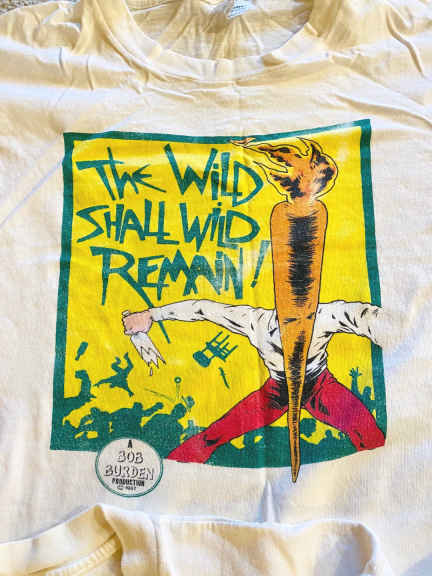 THE WILD
SHALL WILD
REMAIN!
A
BOB
BURDEN
PRODUCTION